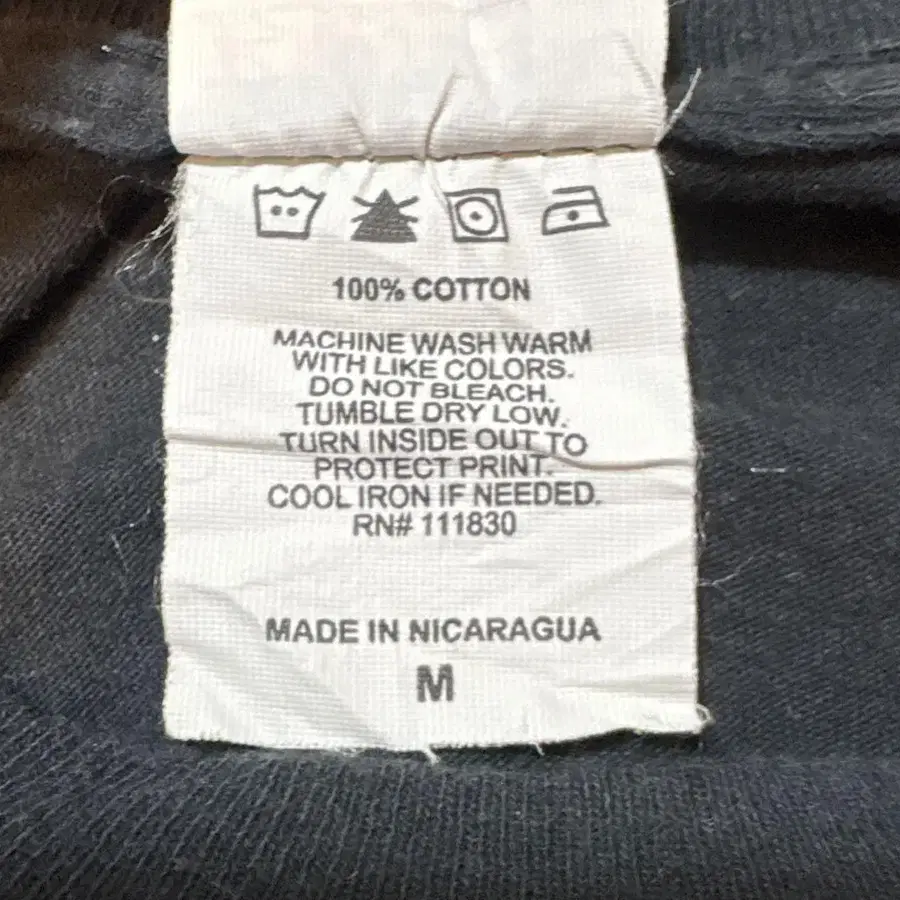 100% COTTON
MACHINE WASH WARM
WITH LIKE COLORS.
DO NOT BLEACH.
TUMBLE DRY LOW.
TURN INSIDE OUT TO
PROTECT PRINT.
COOL IRON IF NEEDED.
RN# 111830
MADE IN NICARAGUA
M